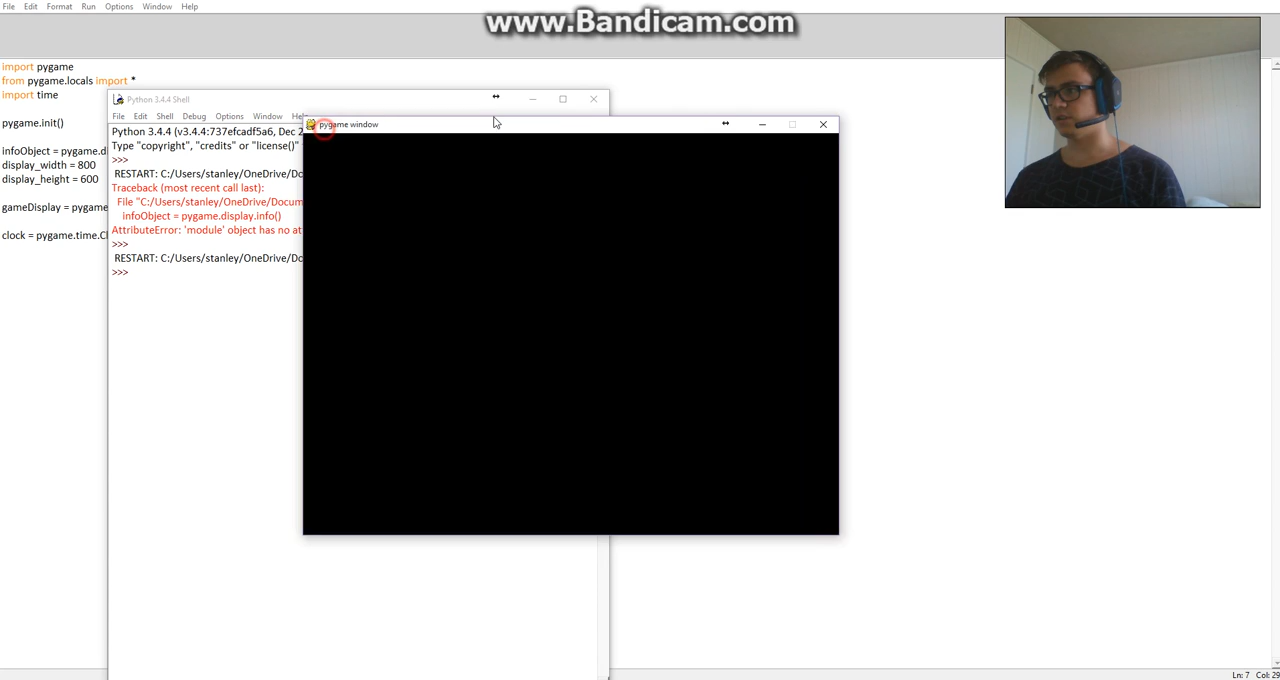 File Edit Format Run Options Window Help
www.Bandicam.com
import pygame
from pygame.locals import *
import time
pygame.init()
infoObject = pygame.d
display_width = 800
display_height = 600
gameDisplay = pygame
clock = pygame.time.Cl
Python 3.4.4 Shell
File Edit Shell Debug Options Window He
Python 3.4.4 (v3.4.4:737efcadf5a6, Dec 2
Type "copyright", "credits" or "license()"
>>>
RESTART: C:/Users/stanley/OneDrive/Do
Traceback (most recent call last):
File "C:/Users/stanley/OneDrive/Docum
infoObject = pygame.display.info()
AttributeError: 'module' object has no at
>>>
RESTART: C:/Users/stanley/OneDrive/Do
>>>
pygame window
Ln: 7 Col: 29